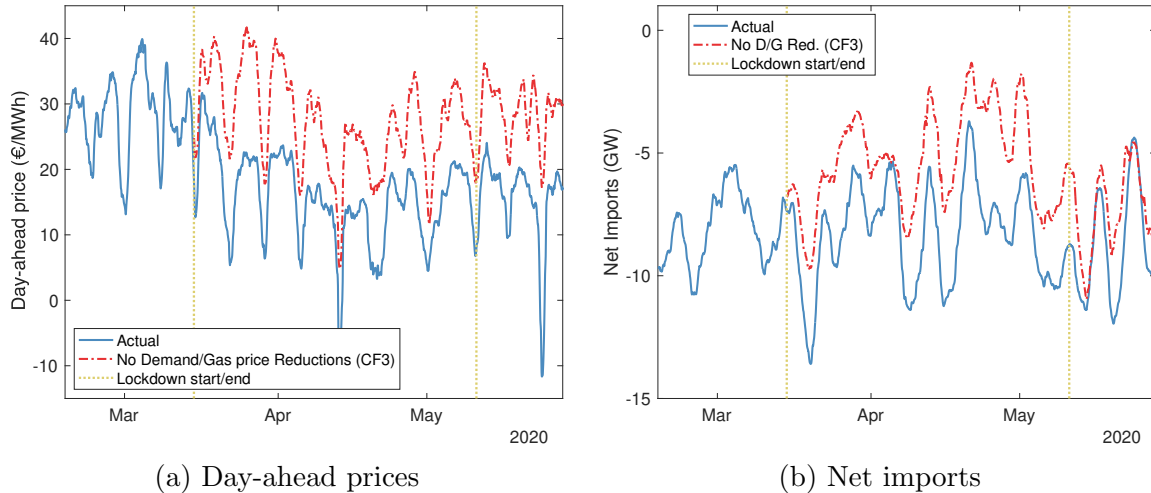 Day-ahead price (€/MWh)
40
30
20
10
0
-10
Actual
No Demand/Gas price Reductions (CF3)
Lockdown start/end
Mar
Apr
May
2020
(a) Day-ahead prices
Net Imports (GW)
0
-5
-10
-15
Actual
No D/G Red. (CF3)
Lockdown start/end
Mar
Apr
May
2020
(b) Net imports